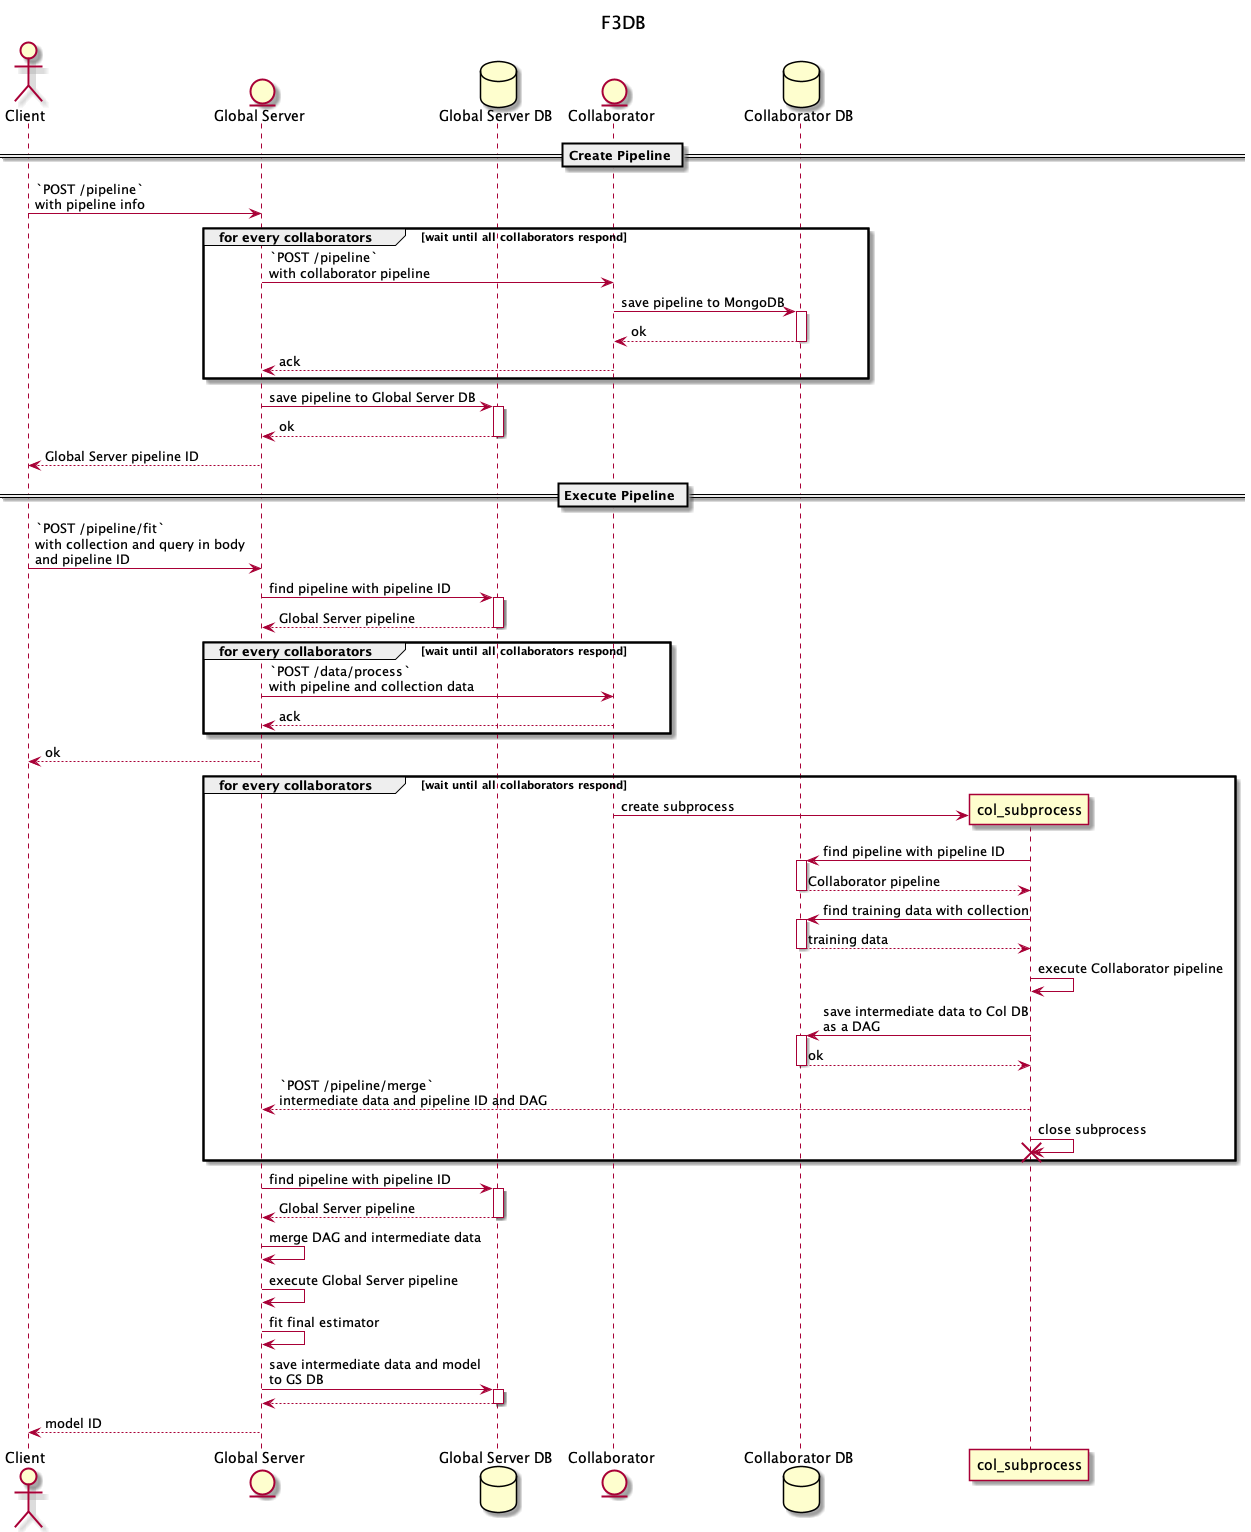 F3DB
Client
Global Server
Global Server DB
Collaborator
Collaborator DB
Create Pipeline
`POST /pipeline`
with pipeline info
for every collaborators
[wait until all collaborators respond]
`POST /pipeline`
with collaborator pipeline
save pipeline to MongoDB
ok
ack
save pipeline to Global Server DB
ok
Global Server pipeline ID
Execute Pipeline
`POST /pipeline/fit`
with collection and query in body
and pipeline ID
find pipeline with pipeline ID
Global Server pipeline
for every collaborators
[wait until all collaborators respond]
`POST /data/process`
with pipeline and collection data
ack
ok
for every collaborators
[wait until all collaborators respond]
create subprocess
col_subprocess
find pipeline with pipeline ID
Collaborator pipeline
find training data with collection
training data
execute Collaborator pipeline
save intermediate data to Col DB
as a DAG
ok
`POST /pipeline/merge`
intermediate data and pipeline ID and DAG
close subprocess
find pipeline with pipeline ID
Global Server pipeline
merge DAG and intermediate data
execute Global Server pipeline
fit final estimator
save intermediate data and model
to GS DB
model ID
Client
Global Server
Global Server DB
Collaborator
Collaborator DB
col_subprocess